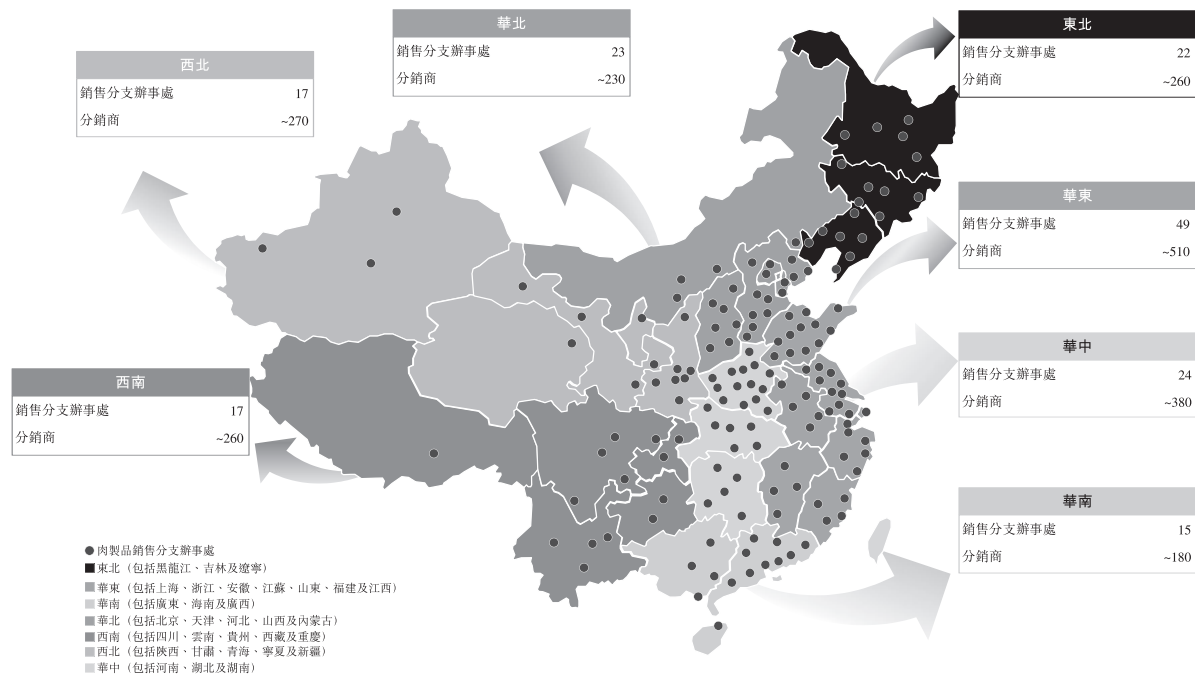 華北
銷售分支辦事處 23
分銷商 ~230
東北
銷售分支辦事處 22
分銷商 ~260
西北
銷售分支辦事處 17
分銷商 ~270
華東
銷售分支辦事處 49
分銷商 ~510
華中
銷售分支辦事處 24
分銷商 ~380
西南
銷售分支辦事處 17
分銷商 ~260
華南
銷售分支辦事處 15
分銷商 ~180
肉製品銷售分支辦事處
東北（包括黑龍江、吉林及遼寧）
華東（包括上海、浙江、安徽、江蘇、山東、福建及江西）
華南（包括廣東、海南及廣西）
華北（包括北京、天津、河北、山西及內蒙古）
西南（包括四川、雲南、貴州、西藏及重慶）
西北（包括陝西、甘肅、青海、寧夏及新疆）
華中（包括河南、湖北及湖南）